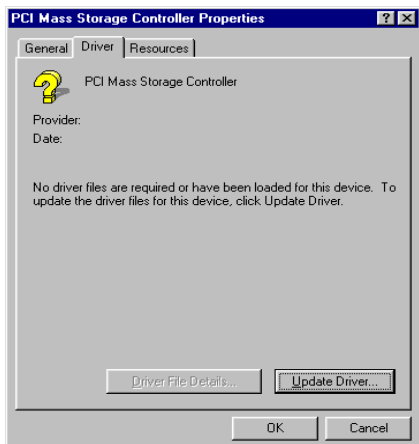 PCI Mass Storage Controller Properties
General Driver Resources
PCI Mass Storage Controller
Provider:
Date:
No driver files are required or have been loaded for this device. To
update the driver files for this device, click Update Driver.
Driver File Details... Update Driver...
OK Cancel